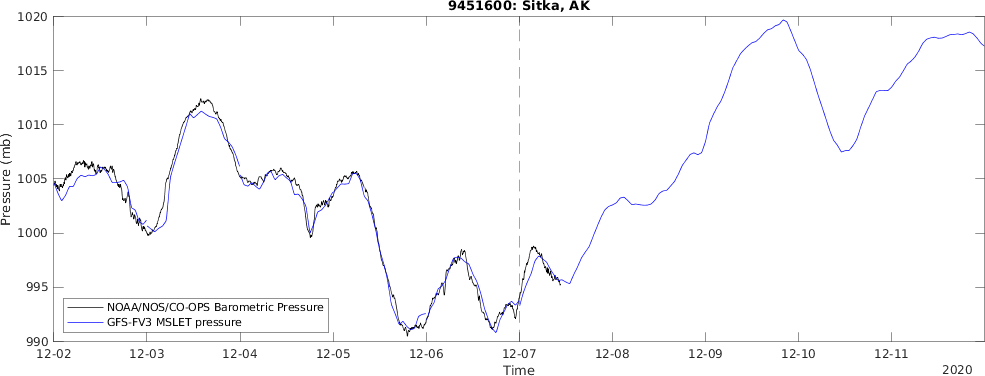 9451600: Sitka, AK
Pressure (mb)
1020
1015
1010
1005
1000
995
990
NOAA/NOS/CO-OPS Barometric Pressure
GFS-FV3 MSLET pressure
12-02 12-03 12-04 12-05 12-06 12-07 12-08 12-09 12-10 12-11
Time
2020